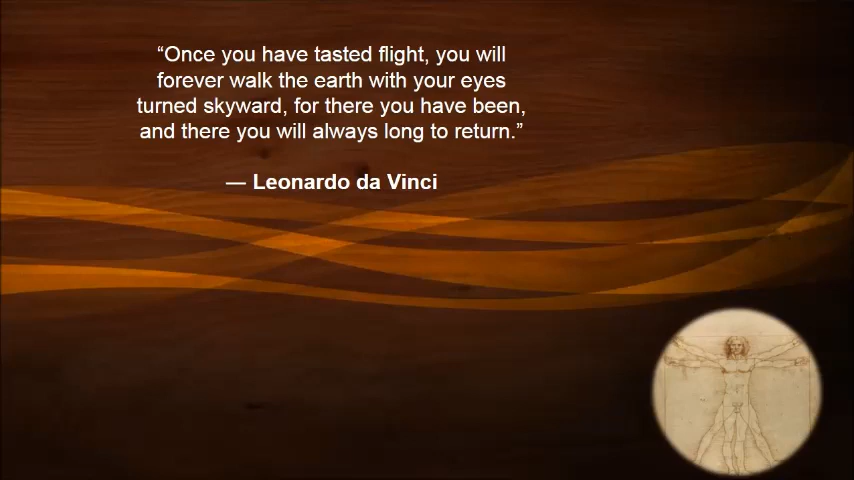 “Once you have tasted flight, you will
forever walk the earth with your eyes
turned skyward, for there you have been,
and there you will always long to return.”
— Leonardo da Vinci